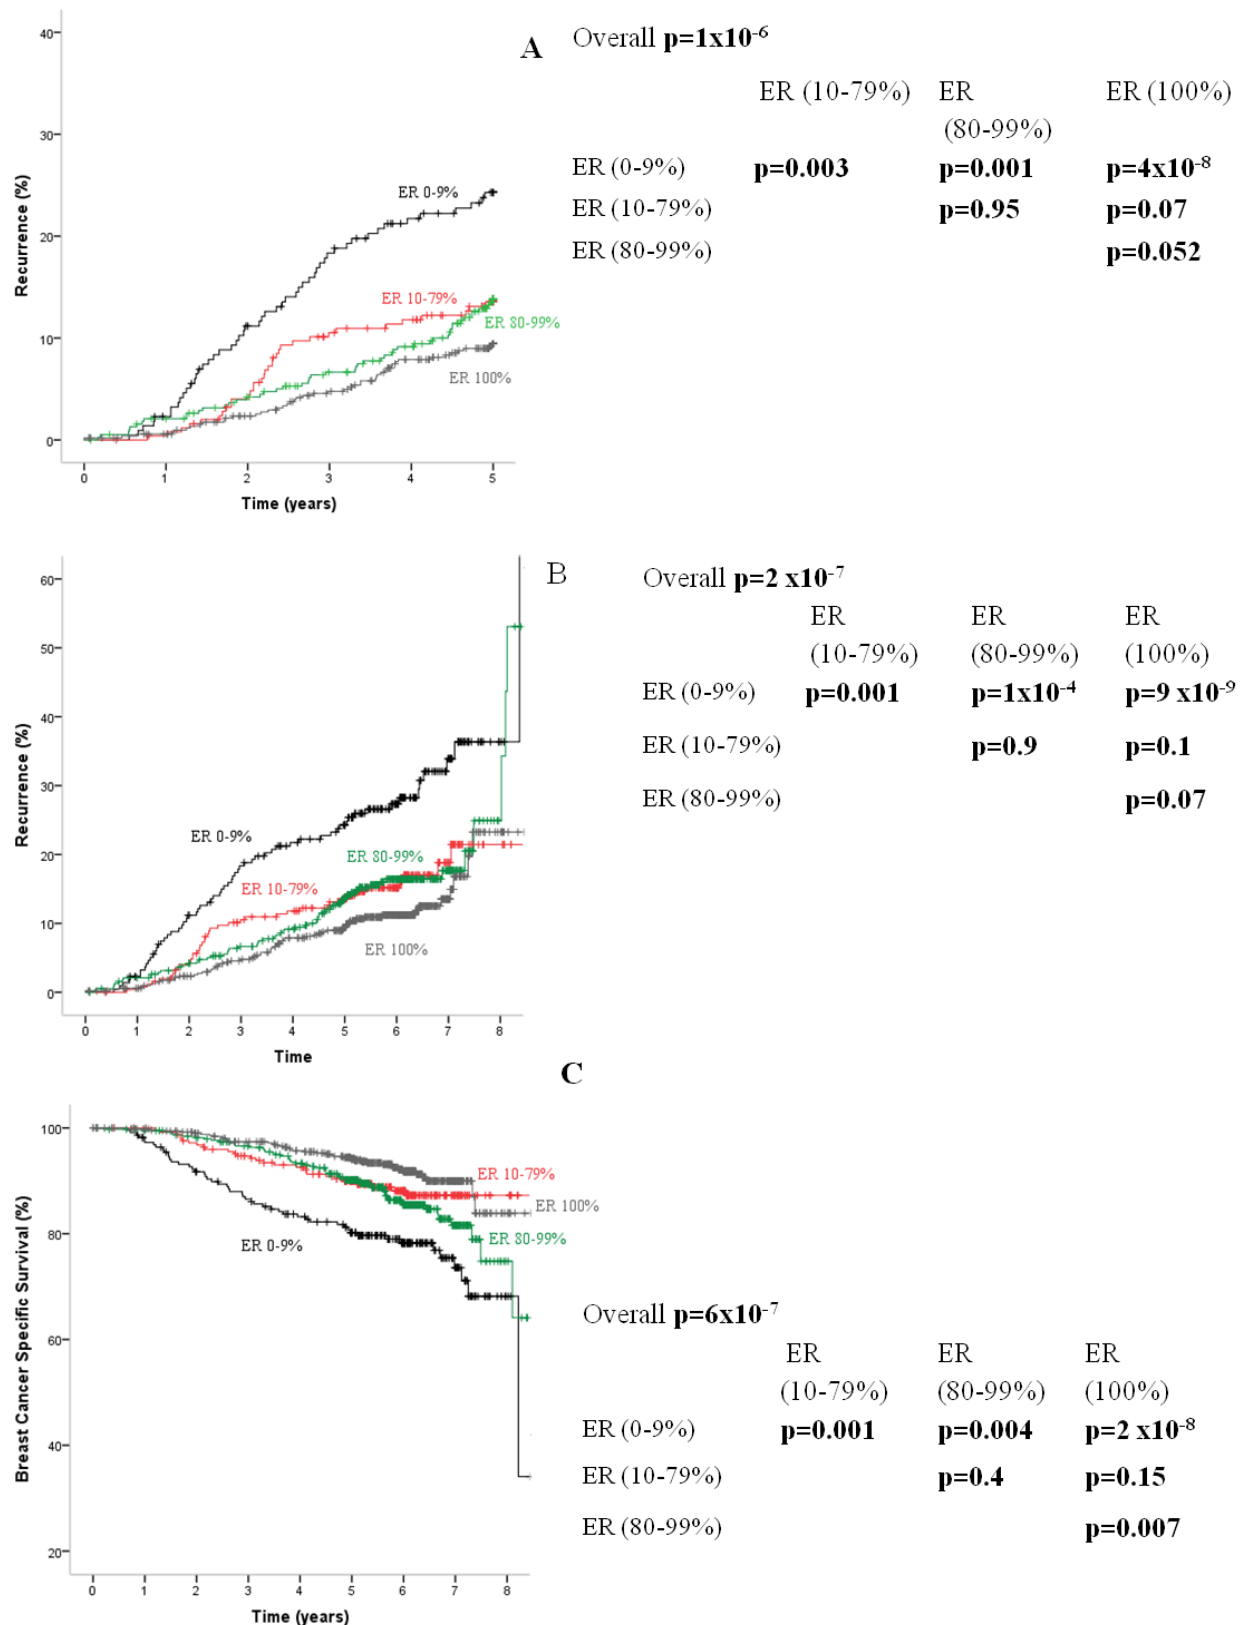 A
Overall p=1x10-6
ER (10-79%) ER ER (100%)
(80-99%)
ER (0-9%) p=0.003 p=0.001 p=4x10-8
ER (10-79%) p=0.95 p=0.07
ER (80-99%) p=0.052
Recurrence (%)
40
30
20
10
0
ER 0-9%
ER 10-79%
ER 80-99%
ER 100%
0 1 2 3 4 5
Time (years)
B
Overall p=2 x10-7
ER ER ER
(10-79%) (80-99%) (100%)
ER (0-9%) p=0.001 p=1x10-4 p=9 x10-9
ER (10-79%) p=0.9 p=0.1
ER (80-99%) p=0.07
Recurrence (%)
60
50
40
30
20
10
0
ER 0-9%
ER 80-99%
ER 10-79%
ER 100%
0 1 2 3 4 5 6 7 8
Time
C
Breast Cancer Specific Survival (%)
100
80
60
40
20
ER 10-79%
ER 100%
ER 80-99%
ER 0-9%
0 1 2 3 4 5 6 7 8
Time (years)
Overall p=6x10-7
ER ER ER
(10-79%) (80-99%) (100%)
ER (0-9%) p=0.001 p=0.004 p=2 x10-8
ER (10-79%) p=0.4 p=0.15
ER (80-99%) p=0.007